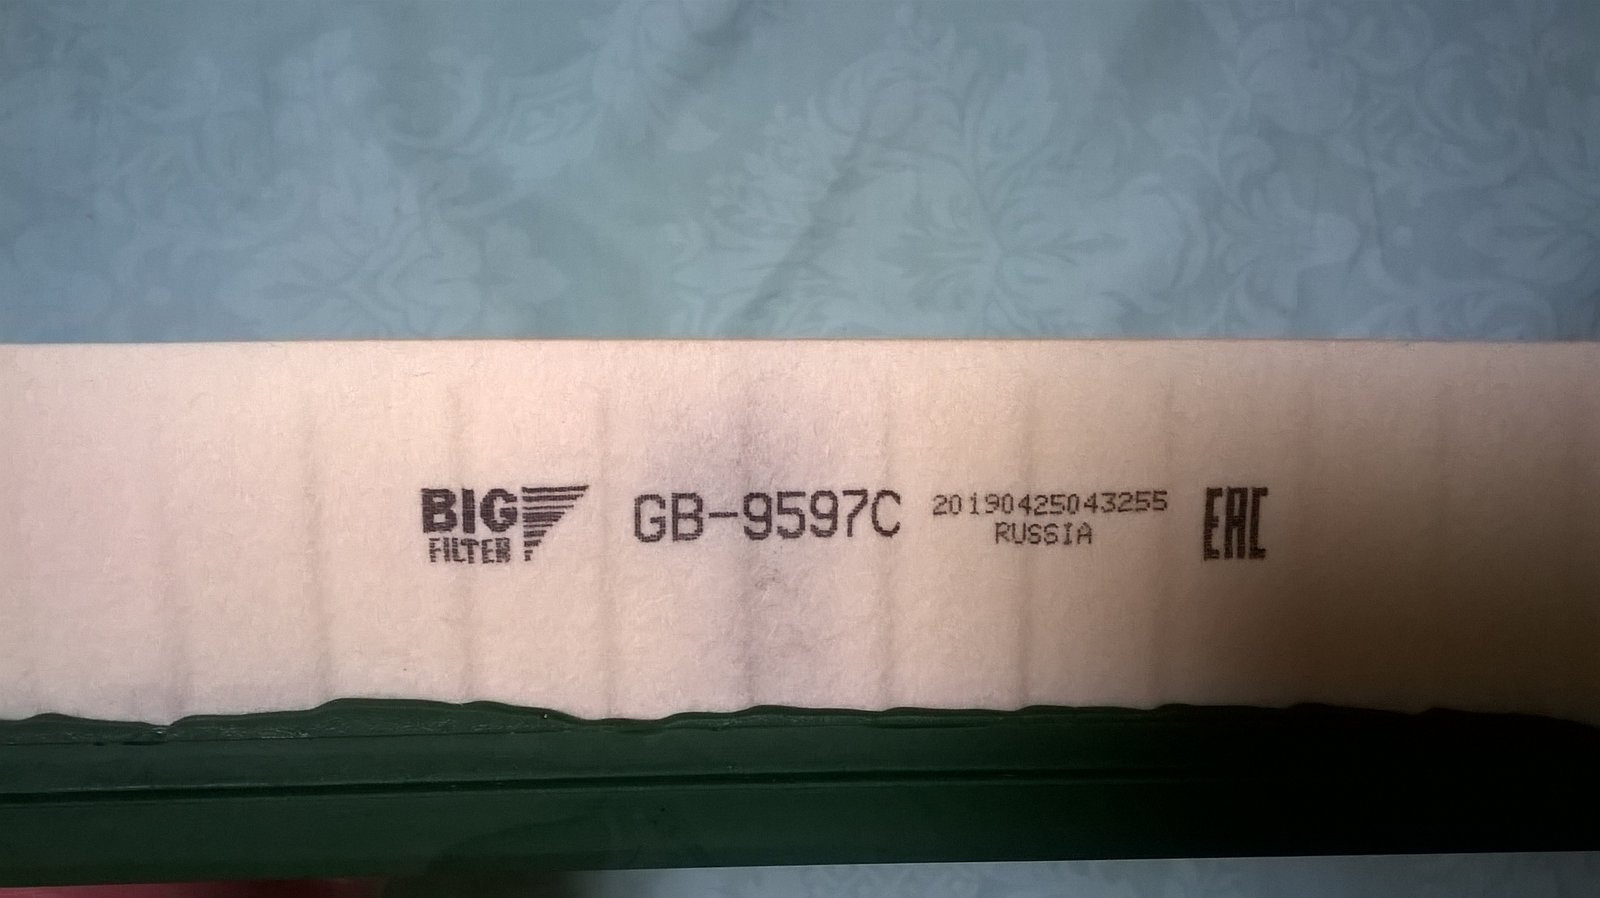 BIG
FILTER
GB-9597C
20190425043255
RUSSIA
EAC